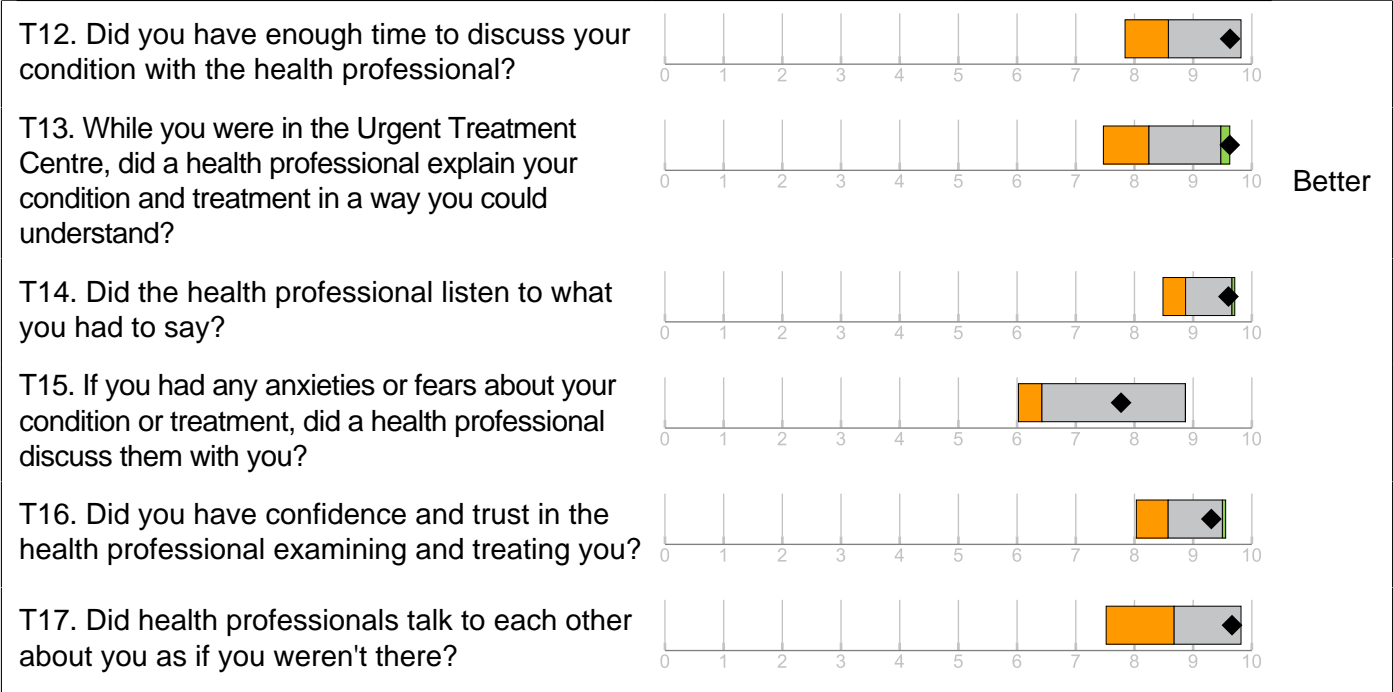 T12. Did you have enough time to discuss your
condition with the health professional?
0 1 2 3 4 5 6 7 8 9 10
T13. While you were in the Urgent Treatment
Centre, did a health professional explain your
condition and treatment in a way you could
understand?
0 1 2 3 4 5 6 7 8 9 10
Better
T14. Did the health professional listen to what
you had to say?
0 1 2 3 4 5 6 7 8 9 10
T15. If you had any anxieties or fears about your
condition or treatment, did a health professional
discuss them with you?
0 1 2 3 4 5 6 7 8 9 10
T16. Did you have confidence and trust in the
health professional examining and treating you?
0 1 2 3 4 5 6 7 8 9 10
T17. Did health professionals talk to each other
about you as if you weren't there?
0 1 2 3 4 5 6 7 8 9 10